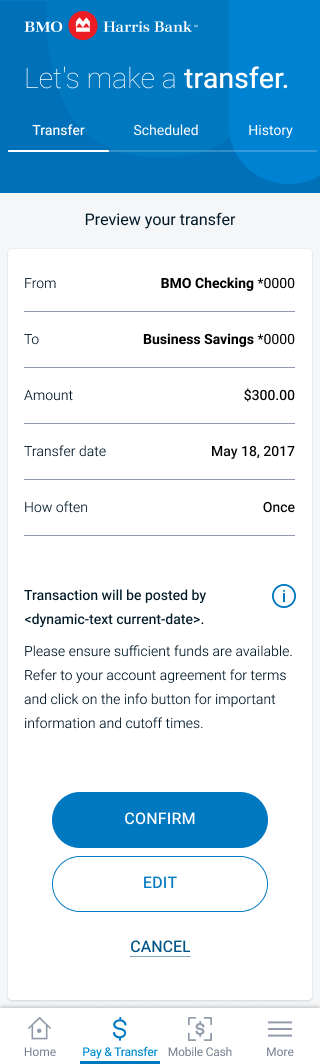 BMO Harris Bank™
Let's make a transfer.
Transfer Scheduled History
Preview your transfer
From BMO Checking *0000
To Business Savings *0000
Amount $300.00
Transfer date May 18, 2017
How often Once
Transaction will be posted by
<dynamic-text current-date>.
Please ensure sufficient funds are available.
Refer to your account agreement for terms
and click on the info button for important
information and cutoff times.
CONFIRM
EDIT
CANCEL
Home Pay & Transfer Mobile Cash More